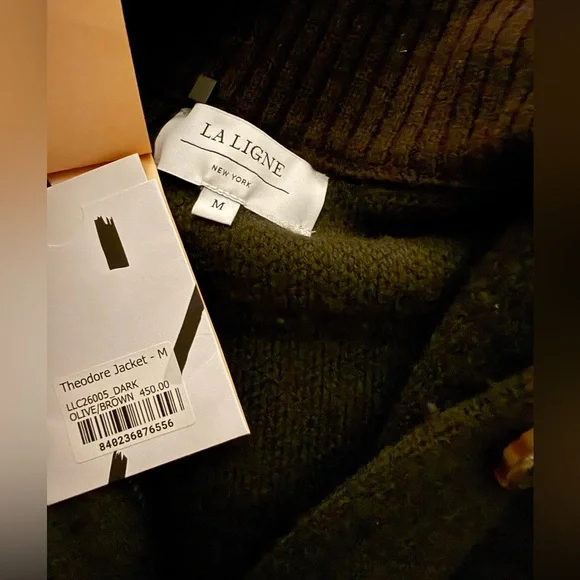 LA LIGNE
NEW YORK
M
Theodore Jacket - M
LLC26005_DARK
OLIVE/BROWN 450.00
840236876556